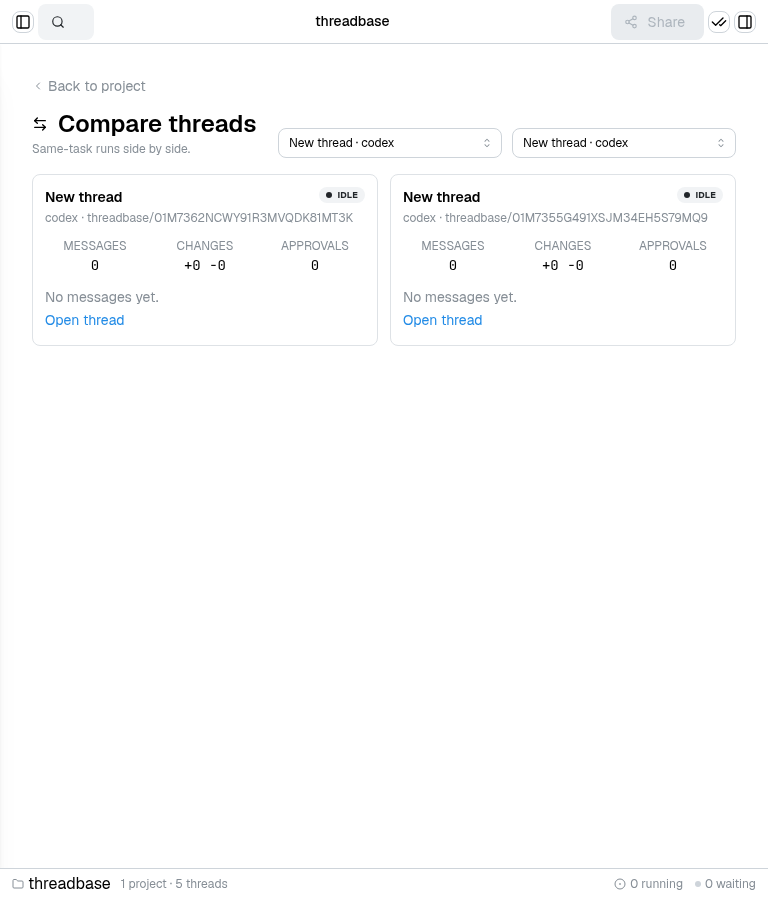 threadbase
Share
Back to project
Compare threads
Same-task runs side by side.
New thread · codex
New thread · codex
New thread
IDLE
codex · threadbase/01M7362NCWY91R3MVQDK81MT3K
MESSAGES CHANGES APPROVALS
0 +0 -0 0
No messages yet.
Open thread
New thread
IDLE
codex · threadbase/01M7355G491XSJM34EH5S79MQ9
MESSAGES CHANGES APPROVALS
0 +0 -0 0
No messages yet.
Open thread
threadbase 1 project · 5 threads
0 running 0 waiting